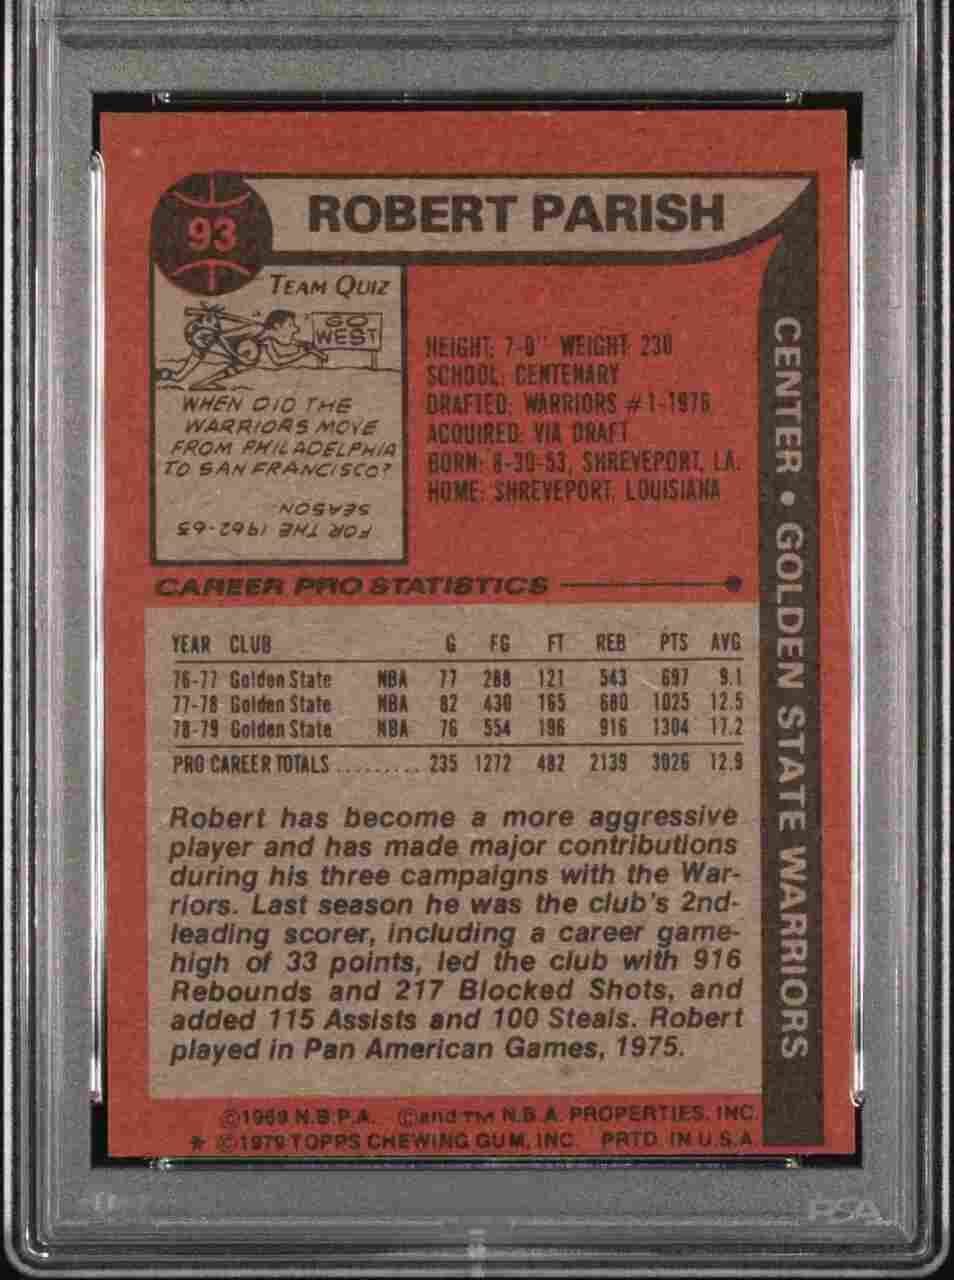 93
ROBERT PARISH
TEAM QUIZ
GO
WEST
WHEN DID THE
WARRIORS MOVE
FROM PHILADELPHIA
TO SAN FRANCISCO?
FOR THE 1962-63
SEASON
HEIGHT: 7-0" WEIGHT: 230
SCHOOL: CENTENARY
DRAFTED: WARRIORS #1-1976
ACQUIRED: VIA DRAFT
BORN: 8-30-53, SHREVEPORT, LA.
HOME: SHREVEPORT, LOUISIANA
CENTER • GOLDEN STATE WARRIORS
CAREER PRO STATISTICS
YEAR CLUB G FG FT REB PTS AVG
76-77 Golden State NBA 77 288 121 543 697 9.1
77-78 Golden State NBA 82 430 165 680 1025 12.5
78-79 Golden State NBA 76 554 196 916 1304 17.2
PRO CAREER TOTALS ......... 235 1272 482 2139 3026 12.9
Robert has become a more aggressive
player and has made major contributions
during his three campaigns with the War-
riors. Last season he was the club's 2nd-
leading scorer, including a career game-
high of 33 points, led the club with 916
Rebounds and 217 Blocked Shots, and
added 115 Assists and 100 Steals. Robert
played in Pan American Games, 1975.
©1969 N.B.P.A. ©and TM N.B.A. PROPERTIES, INC.
* ©1979 TOPPS CHEWING GUM, INC. PRTD. IN U.S.A.
PSA